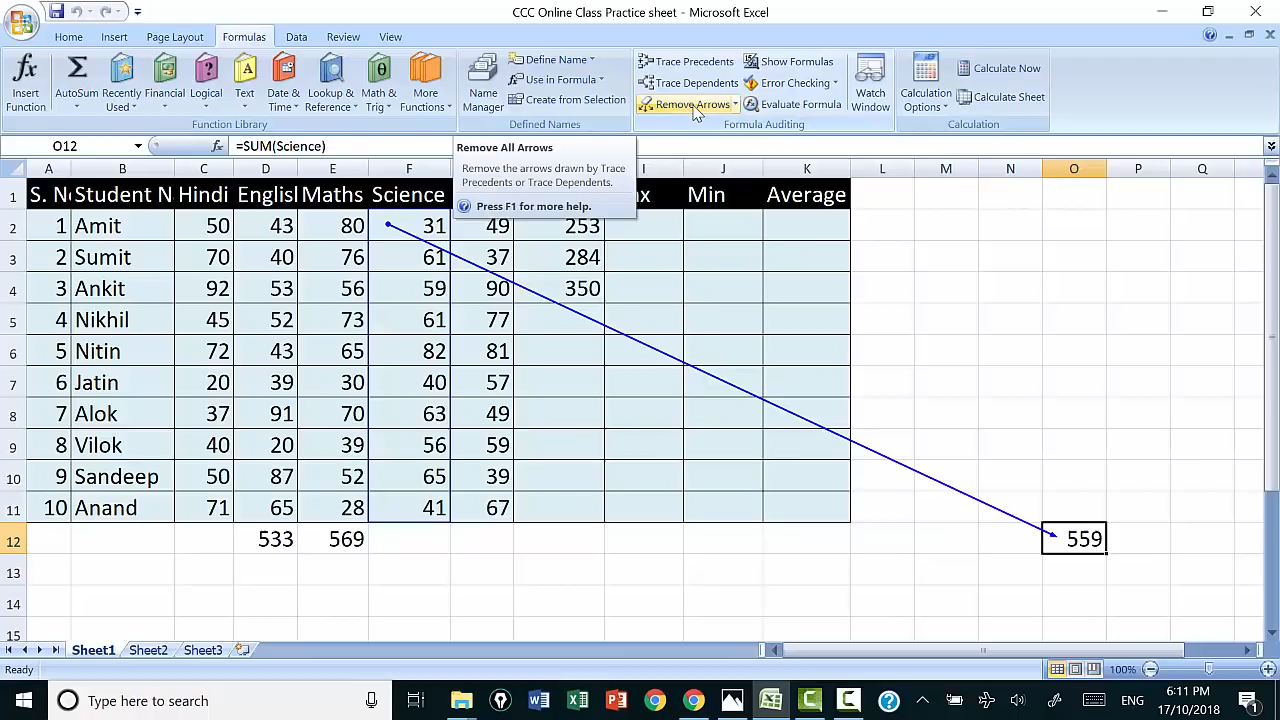 CCC Online Class Practice sheet - Microsoft Excel
Home Insert Page Layout Formulas Data Review View
fx Σ ? A θ
Insert Function
AutoSum
Recently Used
Financial
Logical
Text
Date & Time
Lookup & Reference
Math & Trig
More Functions
Function Library
Name Manager
Define Name
Use in Formula
Create from Selection
Defined Names
Trace Precedents
Trace Dependents
Remove Arrows
Show Formulas
Error Checking
Evaluate Formula
Watch Window
Formula Auditing
Calculation Options
Calculate Now
Calculate Sheet
Calculation
O12 fx =SUM(Science)
Remove All Arrows
Remove the arrows drawn by Trace
Precedents or Trace Dependents.
Press F1 for more help.
A B C D E F I J K L M N O P Q
1 S. N Student N Hindi Englis Maths Science x Min Average
2 1 Amit 50 43 80 31 49 253
3 2 Sumit 70 40 76 61 37 284
4 3 Ankit 92 53 56 59 90 350
5 4 Nikhil 45 52 73 61 77
6 5 Nitin 72 43 65 82 81
7 6 Jatin 20 39 30 40 57
8 7 Alok 37 91 70 63 49
9 8 Vilok 40 20 39 56 59
10 9 Sandeep 50 87 52 65 39
11 10 Anand 71 65 28 41 67
12 533 569 559
13
14
15
Sheet1 Sheet2 Sheet3
Ready 100%
Type here to search ENG 6:11 PM
17/10/2018 1